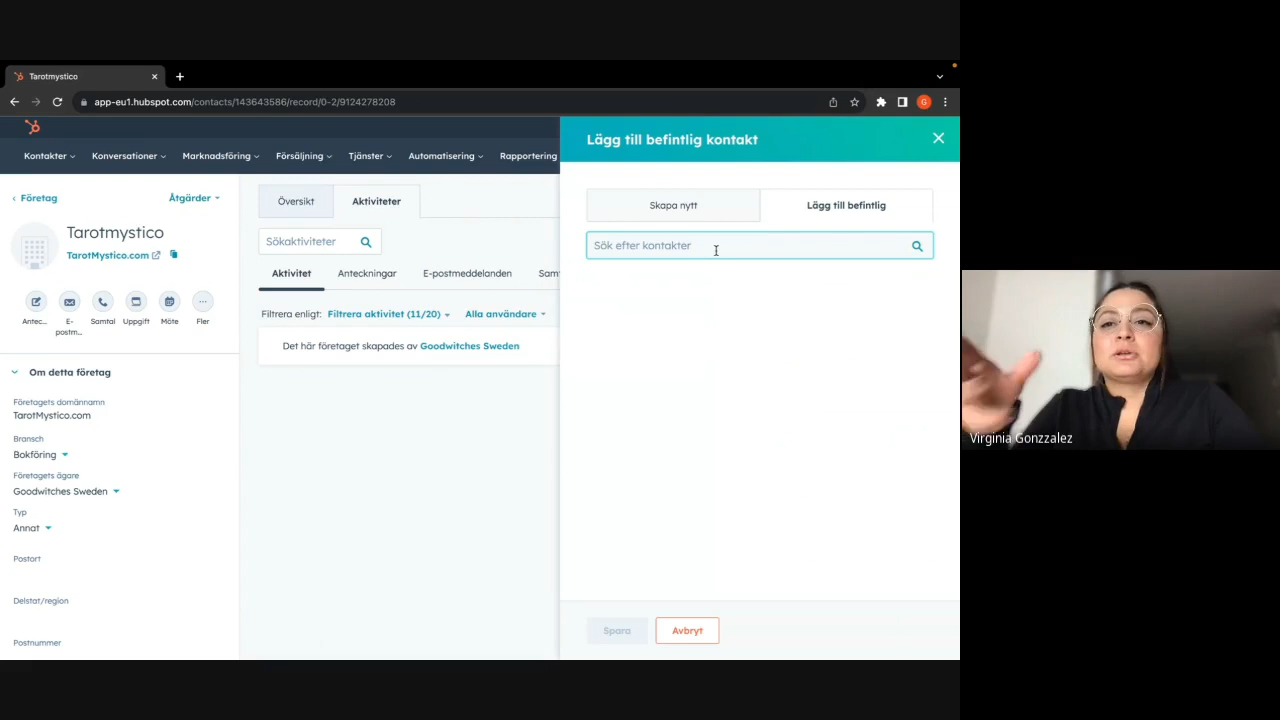 Tarotmystico
app-eu1.hubspot.com/contacts/143643586/record/0-2/9124278208
G
Kontakter
Konversationer
Marknadsföring
Försäljning
Tjänster
Automatisering
Rapportering
Företag
Åtgärder
Tarotmystico
TarotMystico.com
Antec...
E-postm...
Samtal
Uppgift
Möte
Fler
Om detta företag
Företagets domännamn
TarotMystico.com
Bransch
Bokföring
Företagets ägare
Goodwitches Sweden
Typ
Annat
Postort
Delstat/region
Postnummer
Översikt
Aktiviteter
Sökaktiviteter
Aktivitet
Anteckningar
E-postmeddelanden
Samt
Filtrera enligt: Filtrera aktivitet (11/20)
Alla användare
Det här företaget skapades av Goodwitches Sweden
Lägg till befintlig kontakt
Skapa nytt
Lägg till befintlig
Sök efter kontakter
Spara
Avbryt
Virginia Gonzzalez